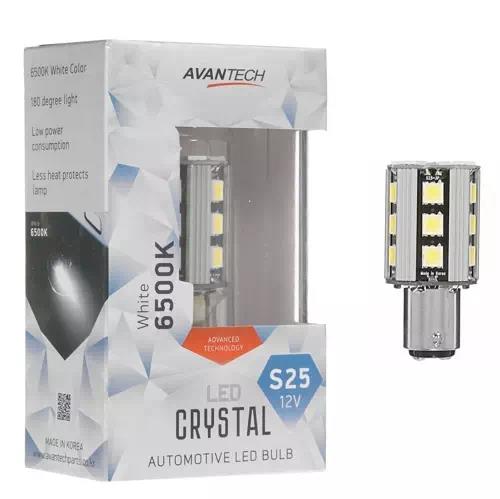 6500K White Color
180 degree light
Low power
consumption
Less heat protects
lamp
White
6500K
MADE IN KOREA
www.avantechparts.co.kr
AVANTECH
White
6500K
ADVANCED
TECHNOLOGY
S25
12V
LED
CRYSTAL
AUTOMOTIVE LED BULB
Made in Korea